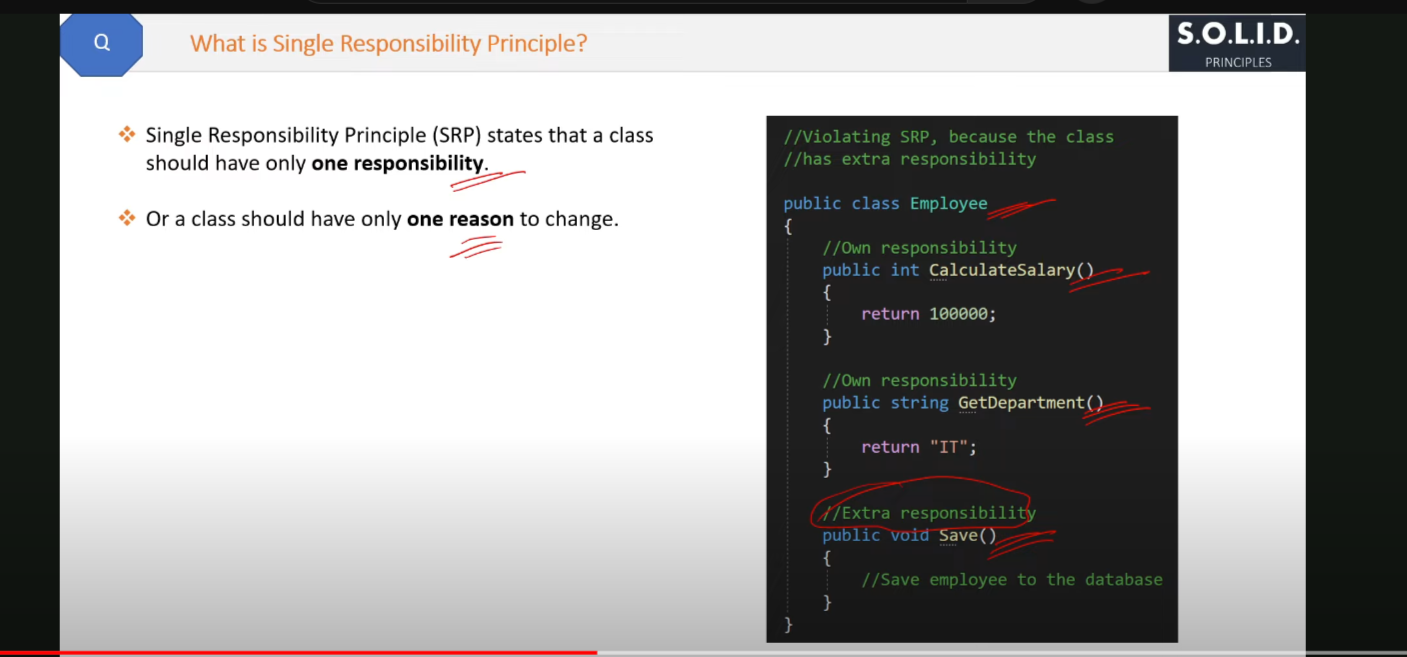 Q
What is Single Responsibility Principle?
S.O.L.I.D.
PRINCIPLES
Single Responsibility Principle (SRP) states that a class
should have only one responsibility.
Or a class should have only one reason to change.
//Violating SRP, because the class
//has extra responsibility
public class Employee
{
//Own responsibility
public int CalculateSalary()
{
return 100000;
}
//Own responsibility
public string GetDepartment()
{
return "IT";
}
//Extra responsibility
public void Save()
{
//Save employee to the database
}
}